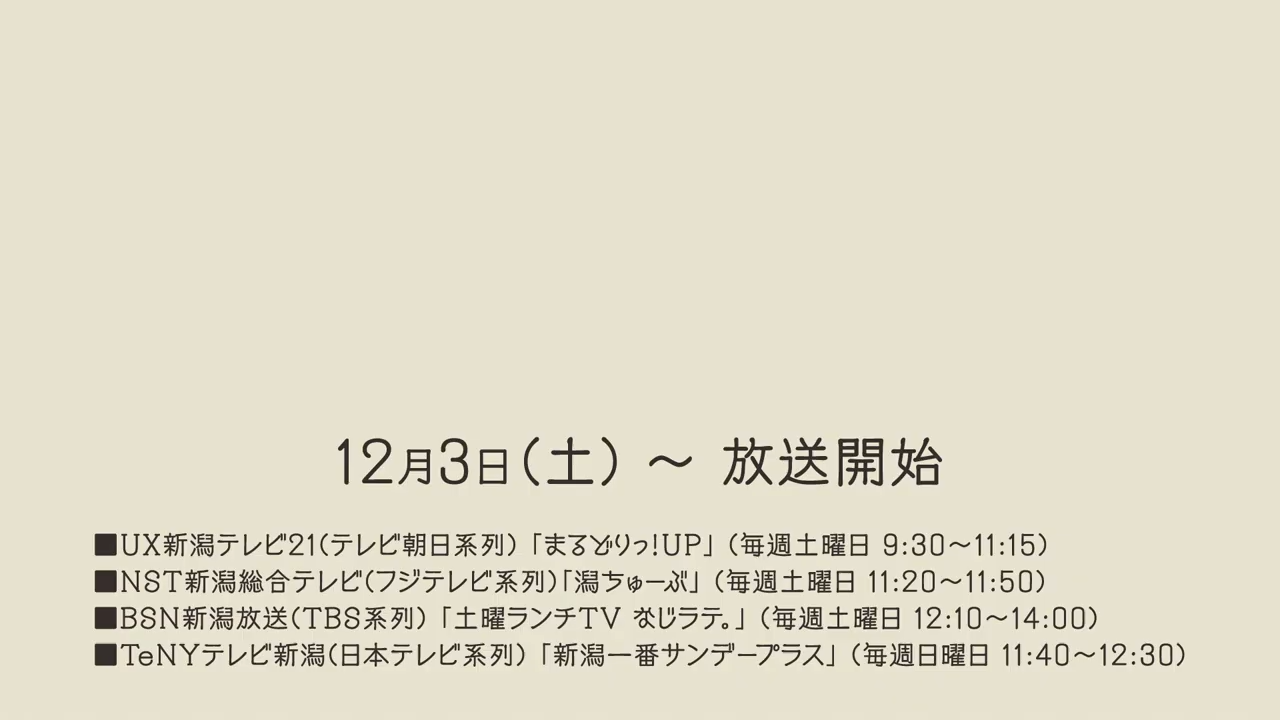 12月3日(土) ～ 放送開始
■UX新潟テレビ21(テレビ朝日系列) 「まるどりっ!UP」 (毎週土曜日 9:30～11:15)
■NST新潟総合テレビ(フジテレビ系列)「潟ちゅーぶ」 (毎週土曜日 11:20～11:50)
■BSN新潟放送(TBS系列) 「土曜ランチTV なじラテ。」 (毎週土曜日 12:10～14:00)
■TeNYテレビ新潟(日本テレビ系列) 「新潟一番サンデープラス」 (毎週日曜日 11:40～12:30)